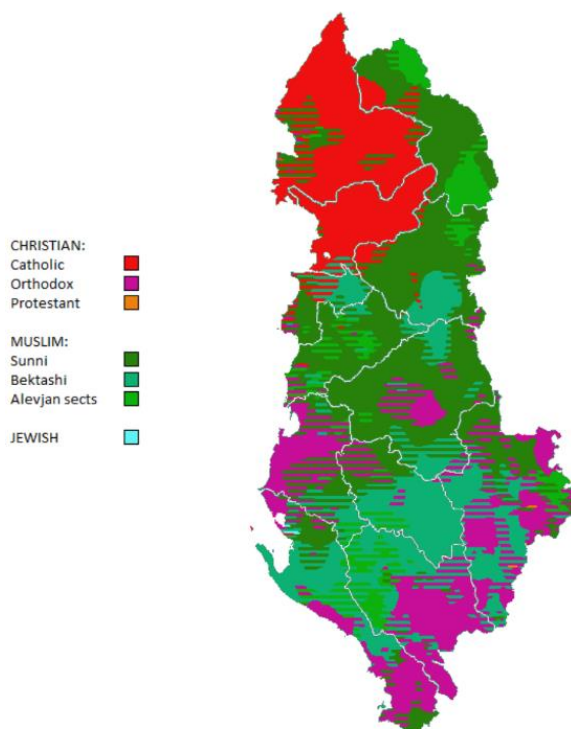 CHRISTIAN:
Catholic
Orthodox
Protestant
MUSLIM:
Sunni
Bektashi
Alevjan sects
JEWISH